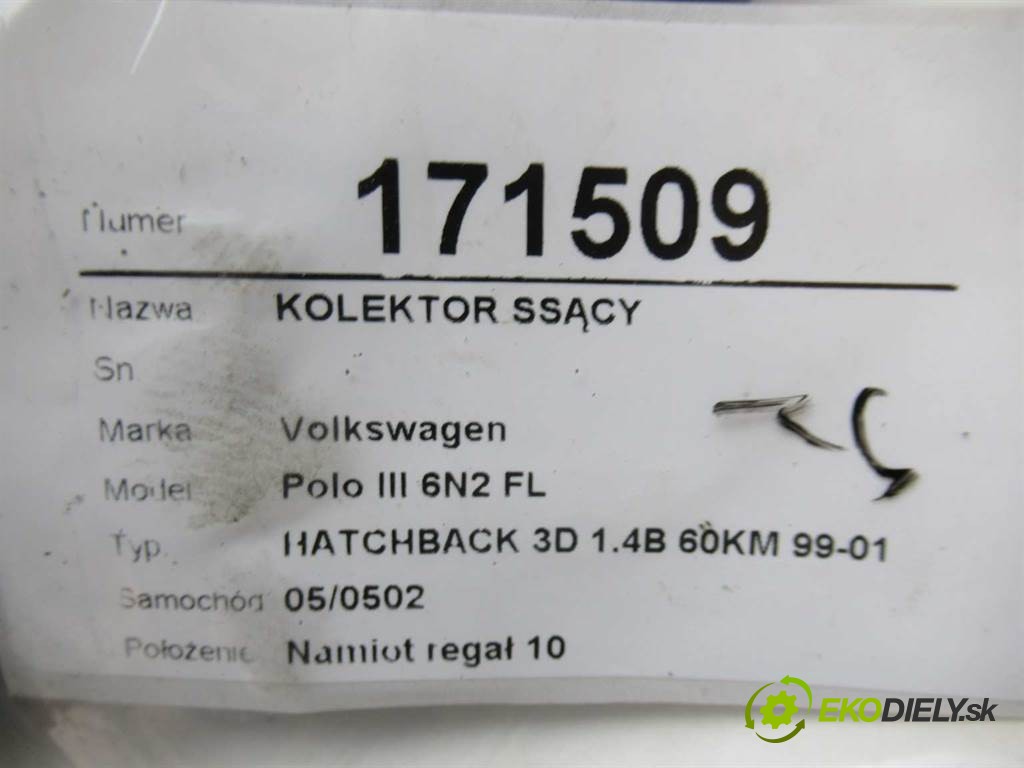 Numer 171509
Nazwa KOLEKTOR SSĄCY
Sn
Marka Volkswagen
Model Polo III 6N2 FL
Typ. HATCHBACK 3D 1.4B 60KM 99-01
Samochód 05/0502
Położenie Namiot regał 10
EKODIELY.sk